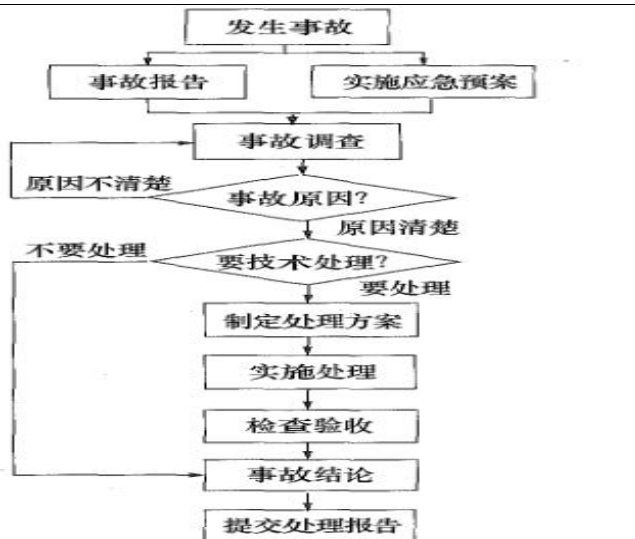 发生事故
事故报告
实施应急预案
事故调查
原因不清楚
事故原因?
原因清楚
不要处理
要技术处理?
要处理
制定处理方案
实施处理
检查验收
事故结论
提交处理报告